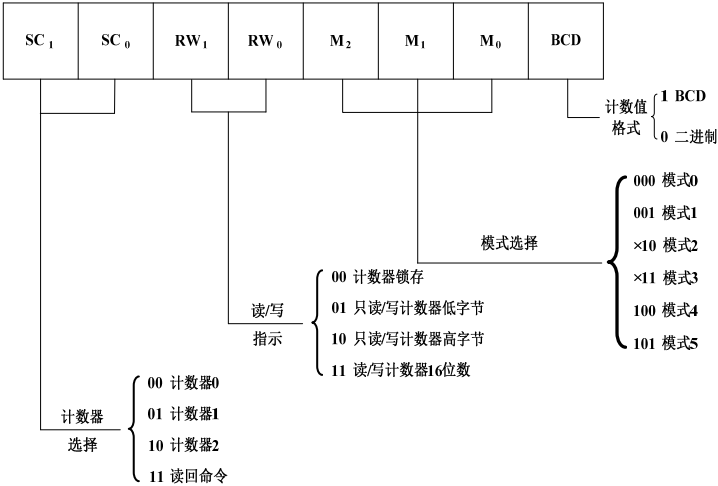 SC₁ SC₀ RW₁ RW₀ M₂ M₁ M₀ BCD
计数值
格式
1 BCD
0 二进制
模式选择
000 模式0
001 模式1
×10 模式2
×11 模式3
100 模式4
101 模式5
读/写
指示
00 计数器锁存
01 只读/写计数器低字节
10 只读/写计数器高字节
11 读/写计数器16位数
计数器
选择
00 计数器0
01 计数器1
10 计数器2
11 读回命令